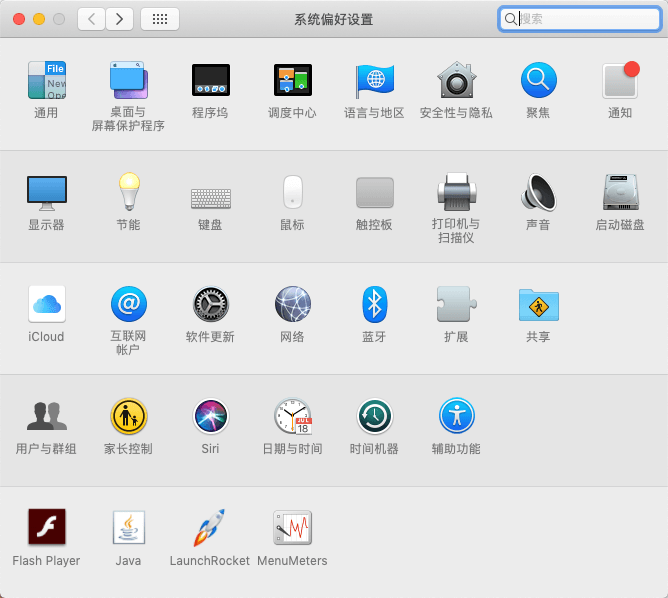 系统偏好设置
搜索
File
New
Ope
通用
桌面与
屏幕保护程序
程序坞
调度中心
语言与地区
安全性与隐私
聚焦
通知
显示器
节能
键盘
鼠标
触控板
打印机与
扫描仪
声音
启动磁盘
@
iCloud
互联网
帐户
软件更新
网络
蓝牙
扩展
共享
JUL
18
用户与群组
家长控制
Siri
日期与时间
时间机器
辅助功能
Flash Player
Java
LaunchRocket
MenuMeters